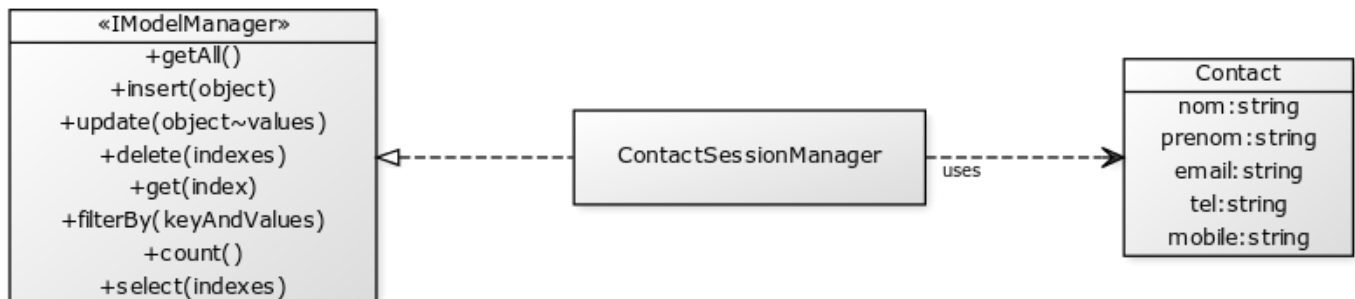 «IModelManager»
+getAll()
+insert(object)
+update(object~values)
+delete(indexes)
+get(index)
+filterBy(keyAndValues)
+count()
+select(indexes)
ContactSessionManager
uses
Contact
nom:string
prenom:string
email:string
tel:string
mobile:string